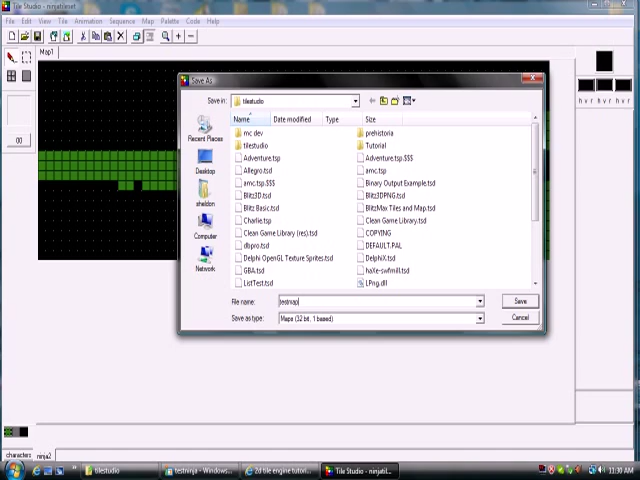 Tile Studio - ninjatileset
File Edit View Tile Animation Sequence Map Palette Code Help
Map1
Save As
Save in: tilestudio
Name Date modified Type Size
mc dev prehistoria
tilestudio Tutorial
Adventure.tsp Adventure.tsp.$$$
Allegro.tsd amc.tsp
amc.tsp.$$$ Binary Output Example.tsd
Blitz3D.tsd Blitz3DPNG.tsd
Blitz Basic.tsd BlitzMax Tiles and Map.tsd
Charlie.tsp Clean Game Library.tsd
Clean Game Library (res).tsd COPYING
dbpro.tsd DEFAULT.PAL
Delphi OpenGL Texture Sprites.tsd DelphiX.tsd
GBA.tsd haXe-swfmill.tsd
ListTest.tsd LPng.dll
Recent Places
Desktop
sheldon
Computer
Network
File name: testmap
Save as type: Maps (32 bit, 1 based)
Save
Cancel
00
h v r h v r h v r
characters ninja2
tilestudio testninja - Windows... 2d tile engine tutori... Tile Studio - ninjatil... 11:30 AM